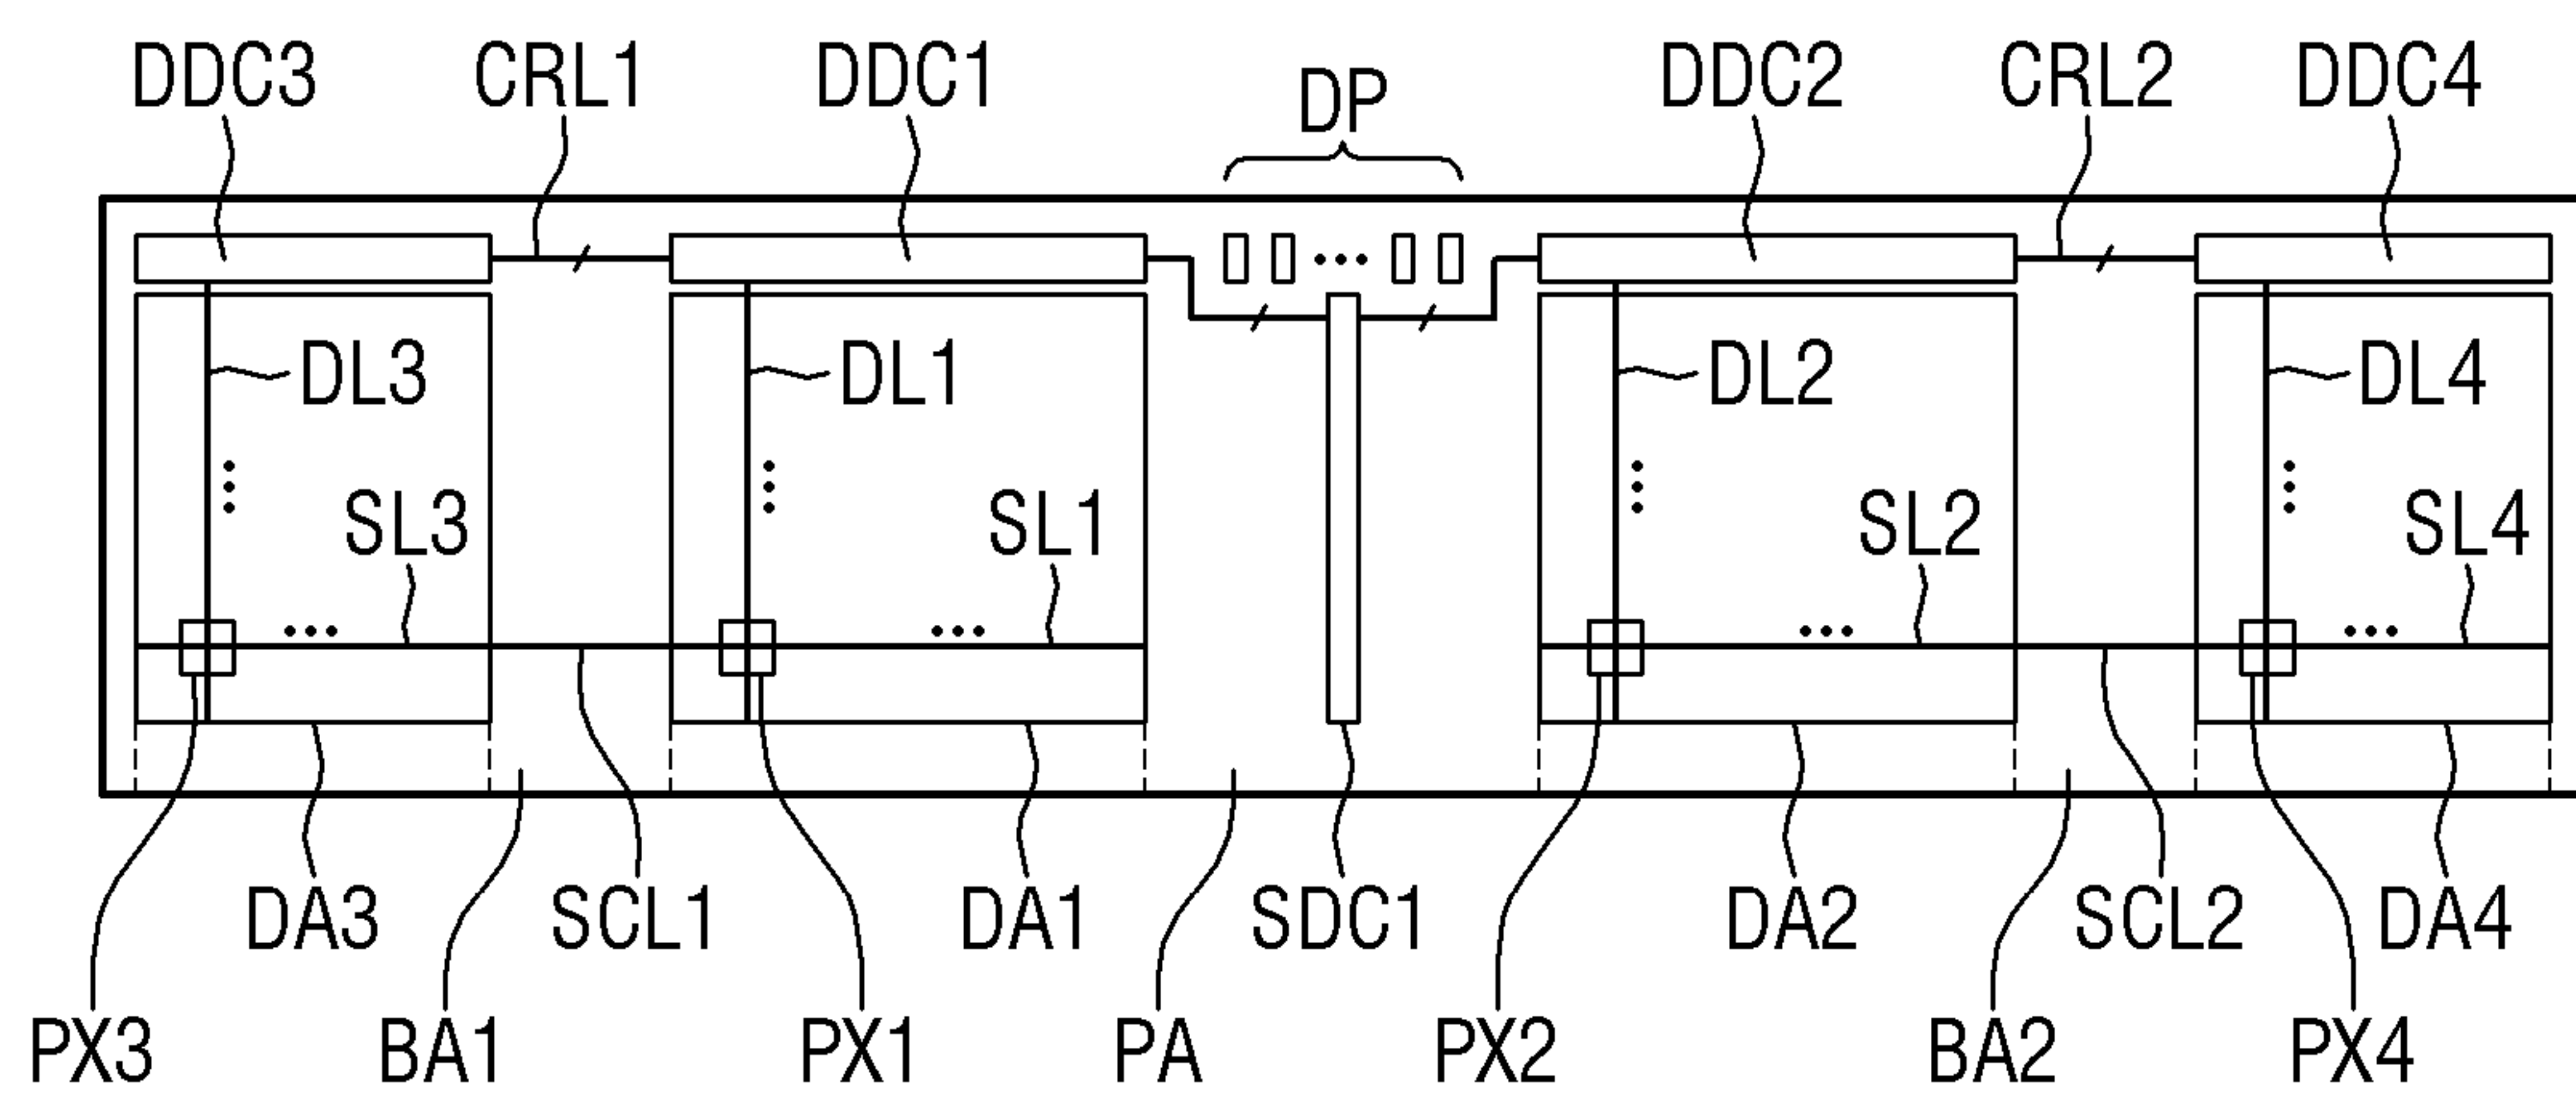 DDC3 CRL1 DDC1 DP DDC2 CRL2 DDC4
DL3 DL1 DL2 DL4
SL3 SL1 SL2 SL4
DA3 SCL1 DA1 SDC1 DA2 SCL2 DA4
PX3 BA1 PX1 PA PX2 BA2 PX4